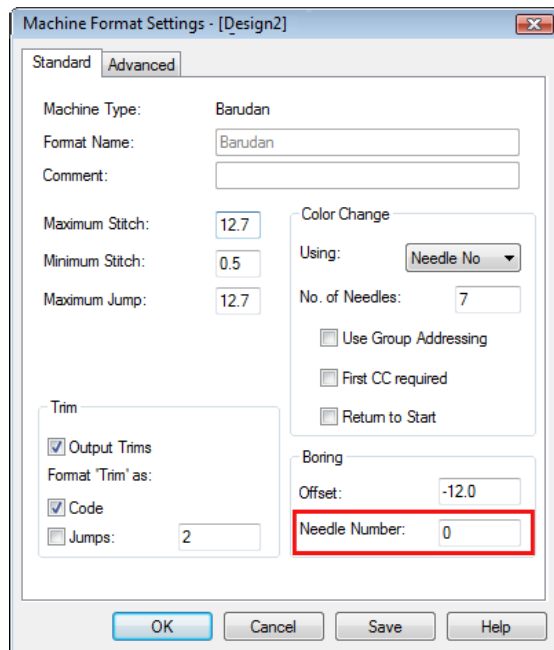 Machine Format Settings - [Design2]
Standard
Advanced
Machine Type: Barudan
Format Name: Barudan
Comment:
Maximum Stitch: 12.7
Minimum Stitch: 0.5
Maximum Jump: 12.7
Color Change
Using: Needle No
No. of Needles: 7
Use Group Addressing
First CC required
Return to Start
Trim
Output Trims
Format 'Trim' as:
Code
Jumps: 2
Boring
Offset: -12.0
Needle Number: 0
OK
Cancel
Save
Help